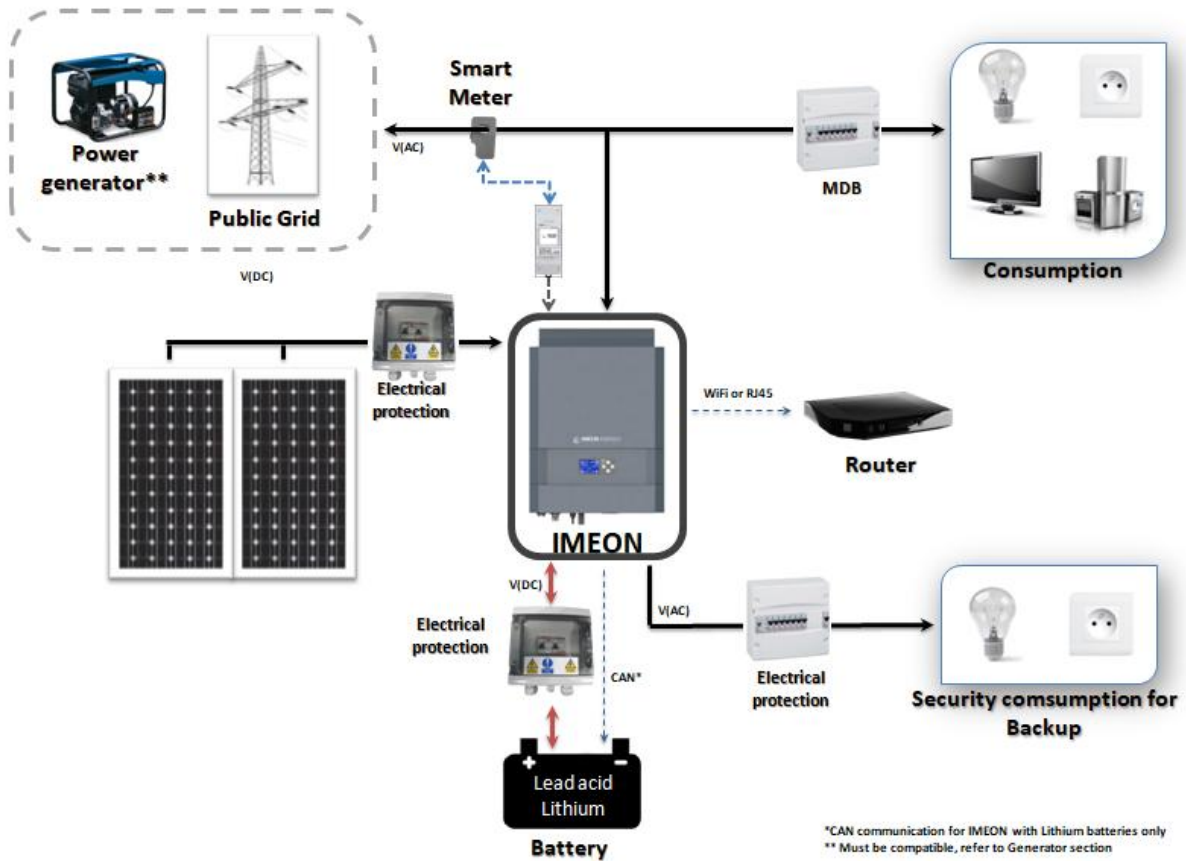 Smart
Meter
V(AC)
Power
generator**
Public Grid
MDB
Consumption
V(DC)
Electrical
protection
WiFi or RJ45
Router
IMEON
V(DC)
Electrical
protection
CAN*
V(AC)
Electrical
protection
Security comsumption for
Backup
+
-
Lead acid
Lithium
Battery
*CAN communication for IMEON with Lithium batteries only
** Must be compatible, refer to Generator section